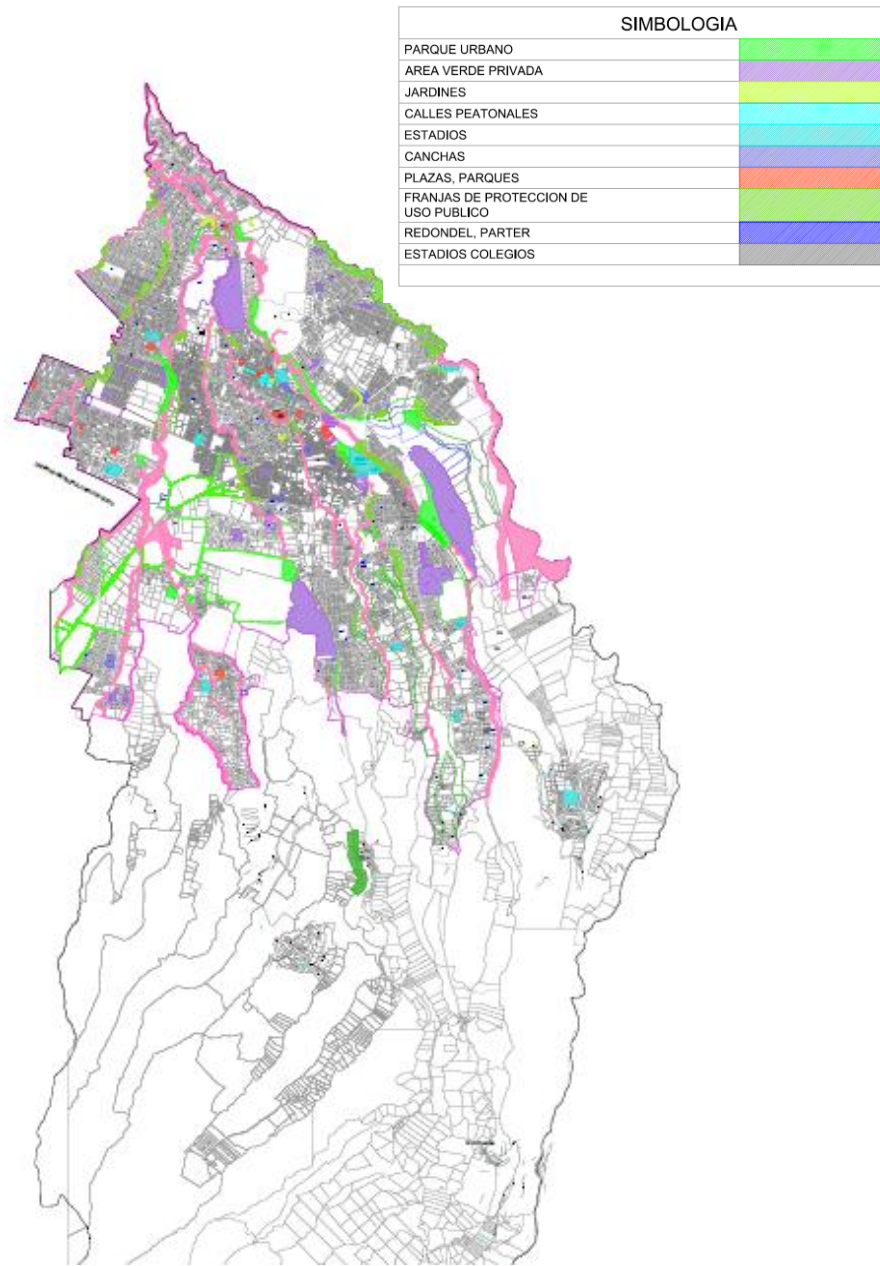 SIMBOLOGIA
PARQUE URBANO
AREA VERDE PRIVADA
JARDINES
CALLES PEATONALES
ESTADIOS
CANCHAS
PLAZAS, PARQUES
FRANJAS DE PROTECCION DE
USO PUBLICO
REDONDEL, PARTER
ESTADIOS COLEGIOS